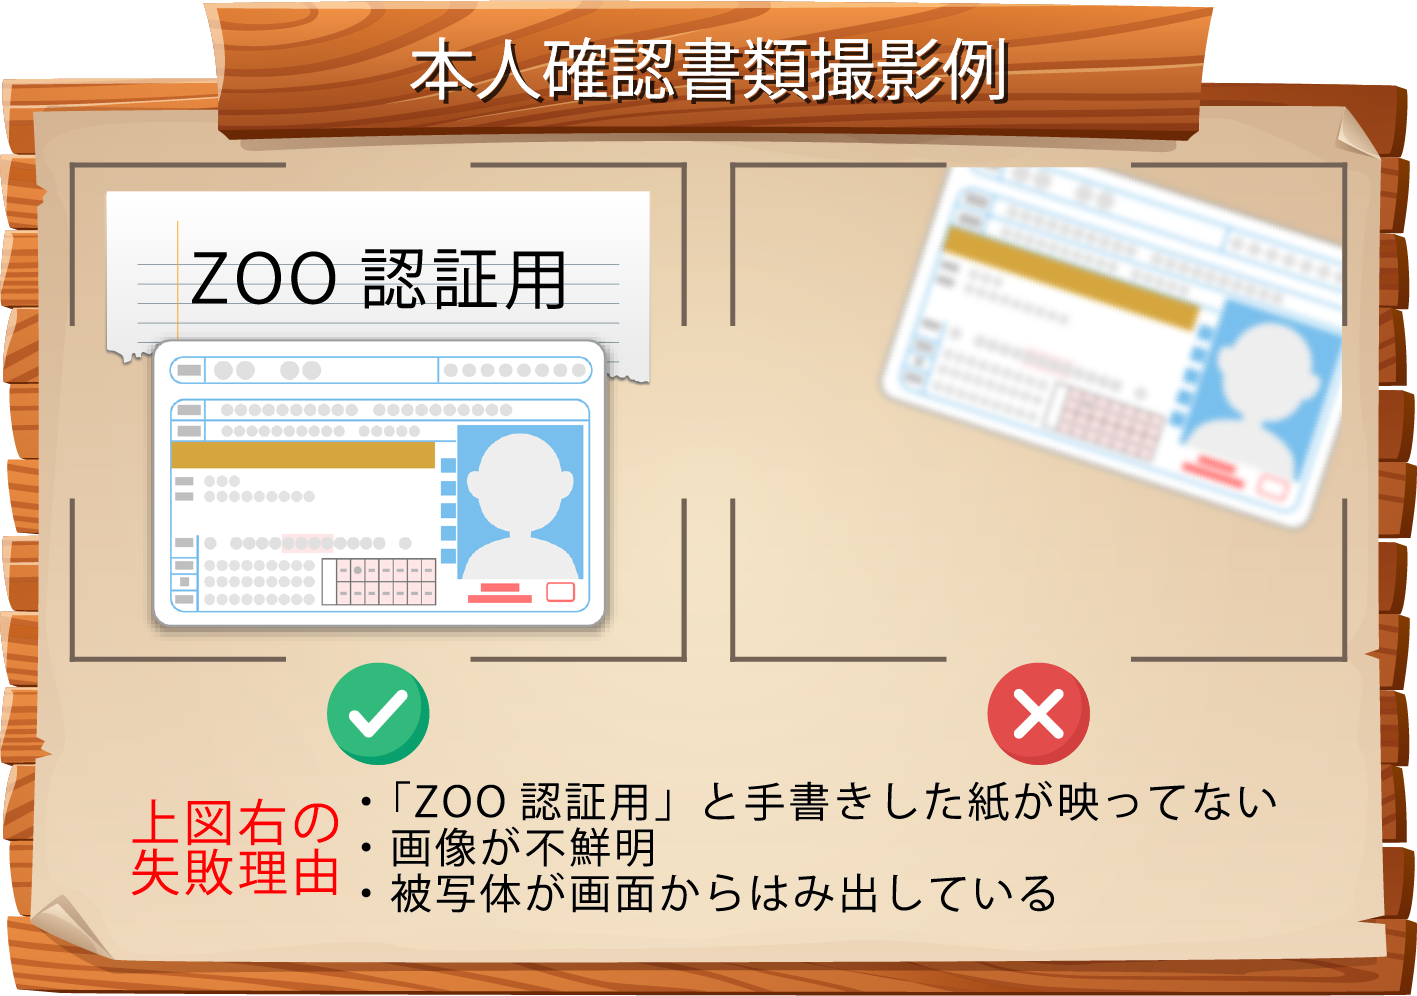 本人確認書類撮影例
ZOO 認証用
上図右の
失敗理由
・「ZOO 認証用」と手書きした紙が映ってない
・画像が不鮮明
・被写体が画面からはみ出している